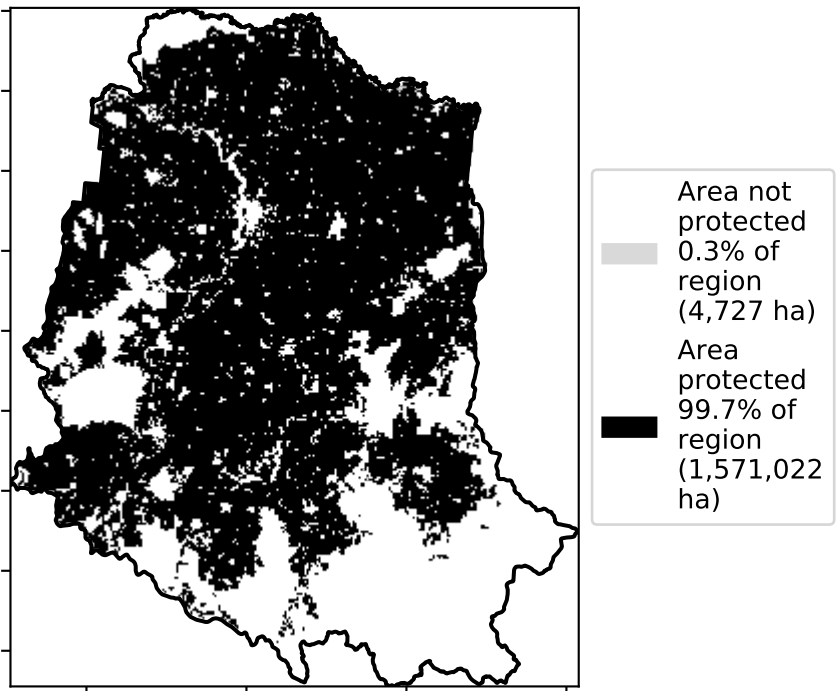 Area not
protected
0.3% of
region
(4,727 ha)
Area
protected
99.7% of
region
(1,571,022
ha)